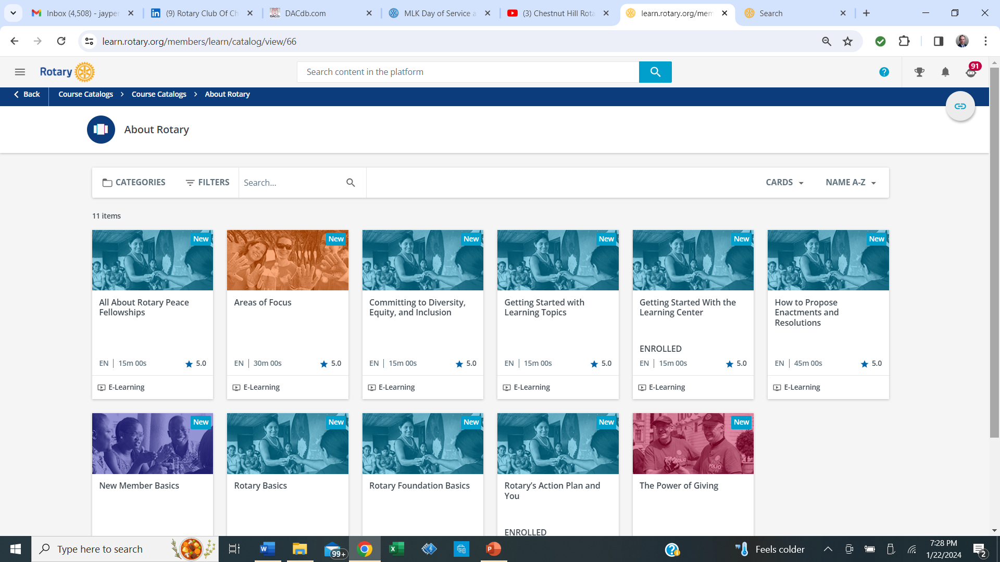 Inbox (4,508) - jayper
(9) Rotary Club Of Ch
DACdb.com
MLK Day of Service a
(3) Chestnut Hill Rota
learn.rotary.org/mem
Search
learn.rotary.org/members/learn/catalog/view/66
Rotary
Search content in the platform
91
Back
Course Catalogs
Course Catalogs
About Rotary
About Rotary
CATEGORIES
FILTERS
Search...
CARDS
NAME A-Z
11 items
New
New
New
New
New
New
All About Rotary Peace
Fellowships
Areas of Focus
Committing to Diversity,
Equity, and Inclusion
Getting Started with
Learning Topics
Getting Started With the
Learning Center
How to Propose
Enactments and
Resolutions
ENROLLED
EN | 15m 00s 5.0
EN | 30m 00s 5.0
EN | 15m 00s 5.0
EN | 15m 00s 5.0
EN | 15m 00s 5.0
EN | 45m 00s 5.0
E-Learning
E-Learning
E-Learning
E-Learning
E-Learning
E-Learning
New
New
New
New
New
New Member Basics
Rotary Basics
Rotary Foundation Basics
Rotary’s Action Plan and
You
The Power of Giving
ENROLLED
Type here to search
99+
Feels colder
7:28 PM
1/22/2024
2